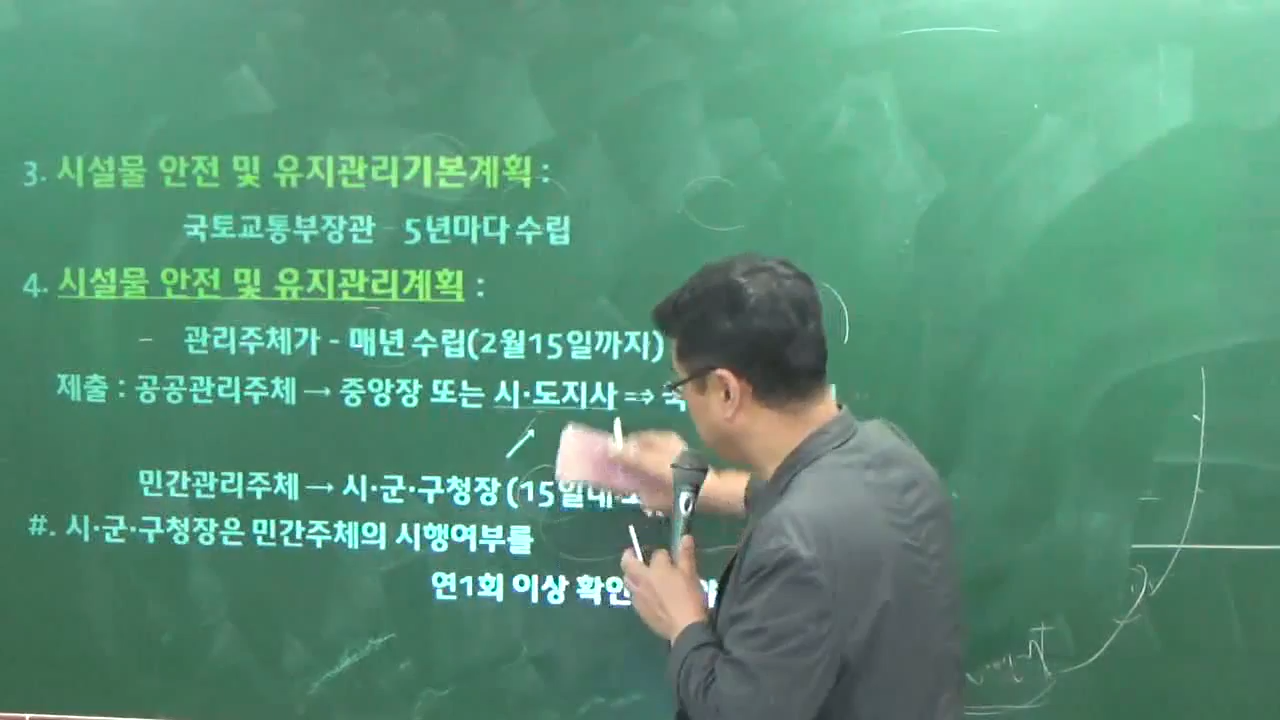 3. 시설물 안전 및 유지관리기본계획 :
국토교통부장관 - 5년마다 수립
4. 시설물 안전 및 유지관리계획 :
- 관리주체가 - 매년 수립(2월15일까지)
제출 : 공공관리주체 → 중앙장 또는 시·도지사 ⇒ 국
민간관리주체 → 시·군·구청장 (15일내
#. 시·군·구청장은 민간주체의 시행여부를
연1회 이상 확인